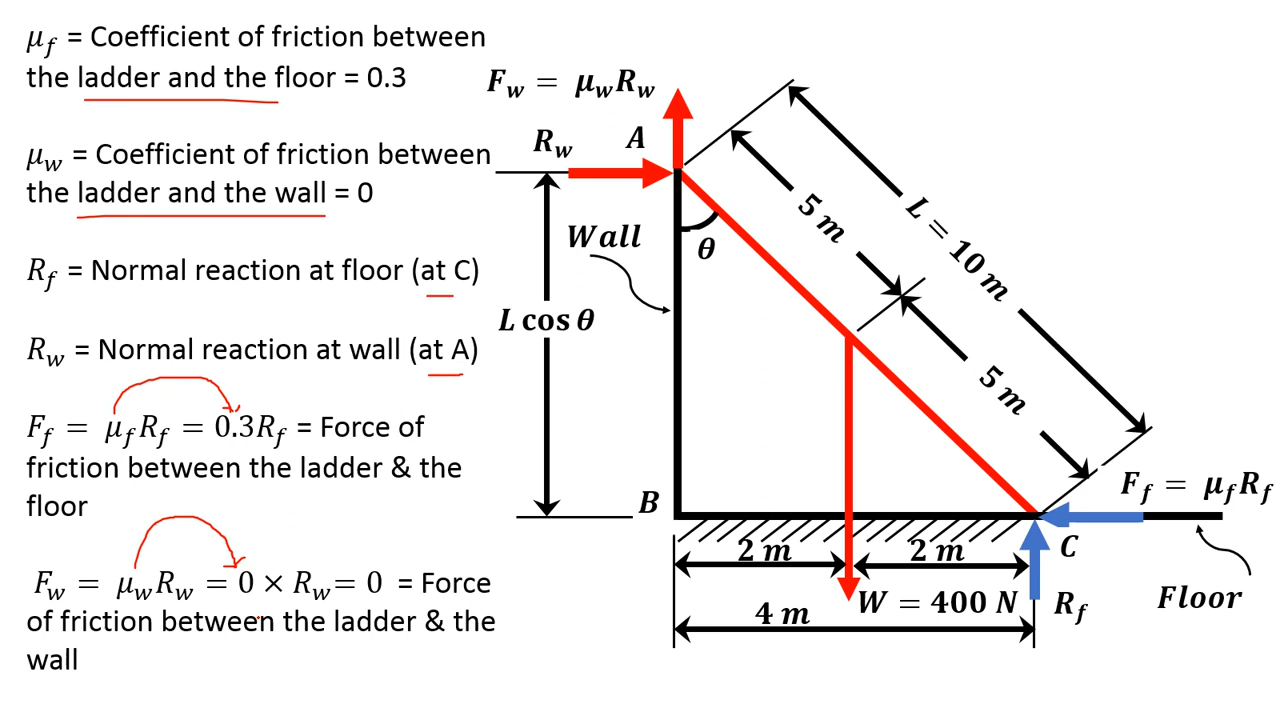 μ_f = Coefficient of friction between
the ladder and the floor = 0.3
μ_w = Coefficient of friction between
the ladder and the wall = 0
R_f = Normal reaction at floor (at C)
R_w = Normal reaction at wall (at A)
F_f = μ_f R_f = 0.3R_f = Force of
friction between the ladder & the
floor
F_w = μ_w R_w = 0 × R_w = 0 = Force
of friction between the ladder & the
wall
F_w = μ_w R_w
R_w
A
Wall
θ
L cos θ
B
5 m
L = 10 m
5 m
F_f = μ_f R_f
2 m
2 m
C
W = 400 N
R_f
Floor
4 m